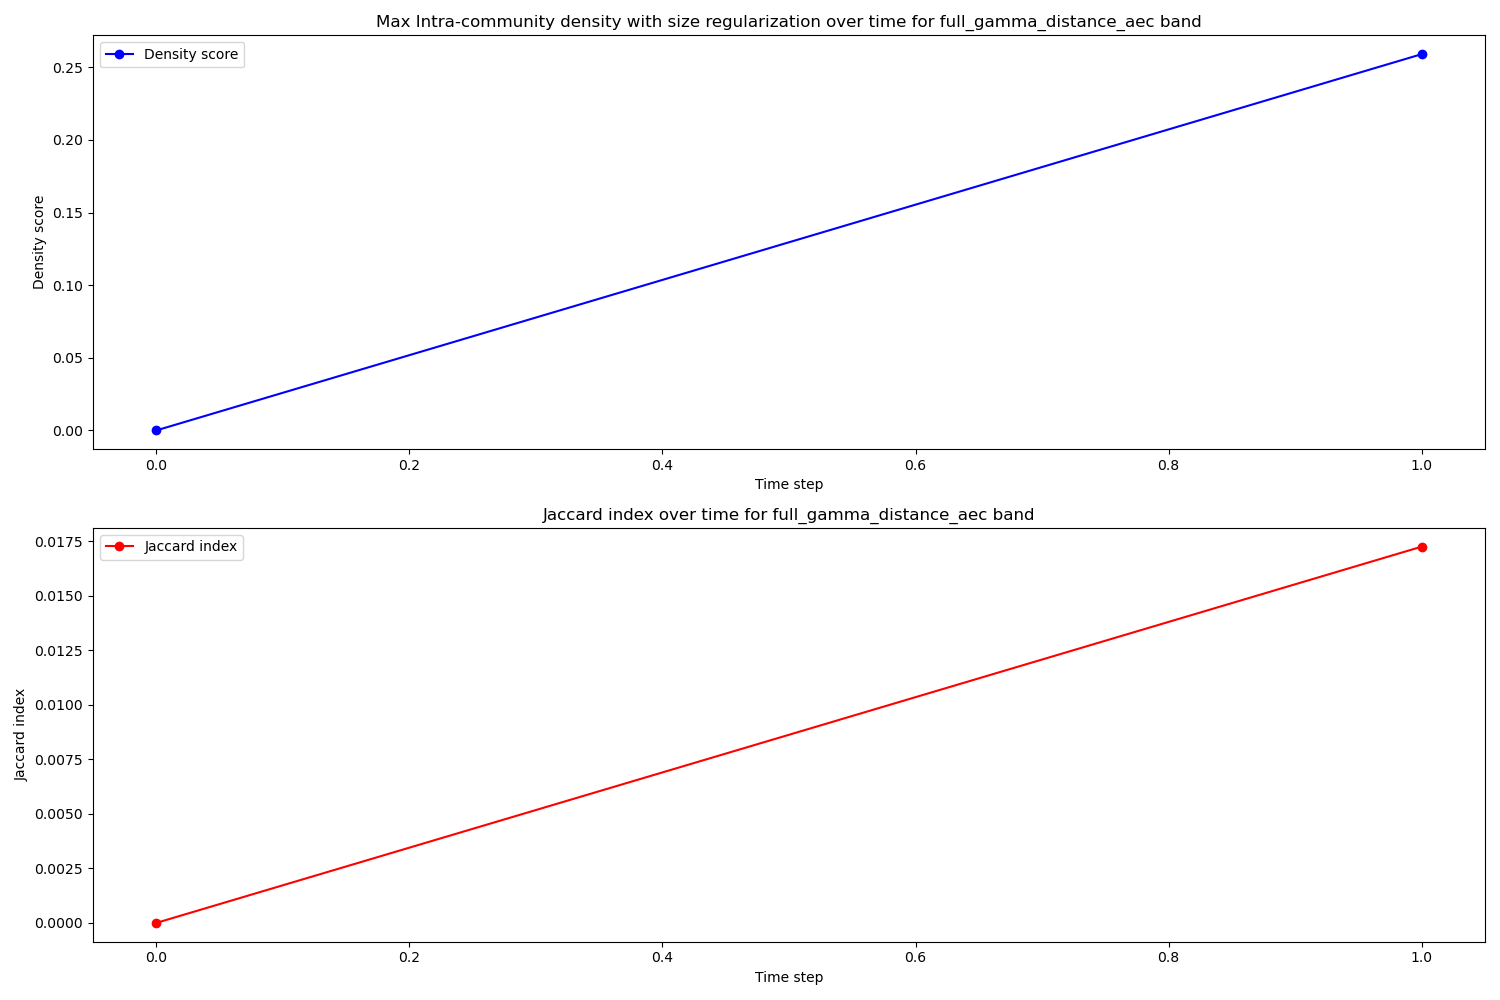 Max Intra-community density with size regularization over time for full_gamma_distance_aec band
Density score
0.25
0.20
0.15
0.10
0.05
0.00
Density score
0.0 0.2 0.4 0.6 0.8 1.0
Time step
Jaccard index over time for full_gamma_distance_aec band
Jaccard index
0.0175
0.0150
0.0125
0.0100
0.0075
0.0050
0.0025
0.0000
Jaccard index
0.0 0.2 0.4 0.6 0.8 1.0
Time step